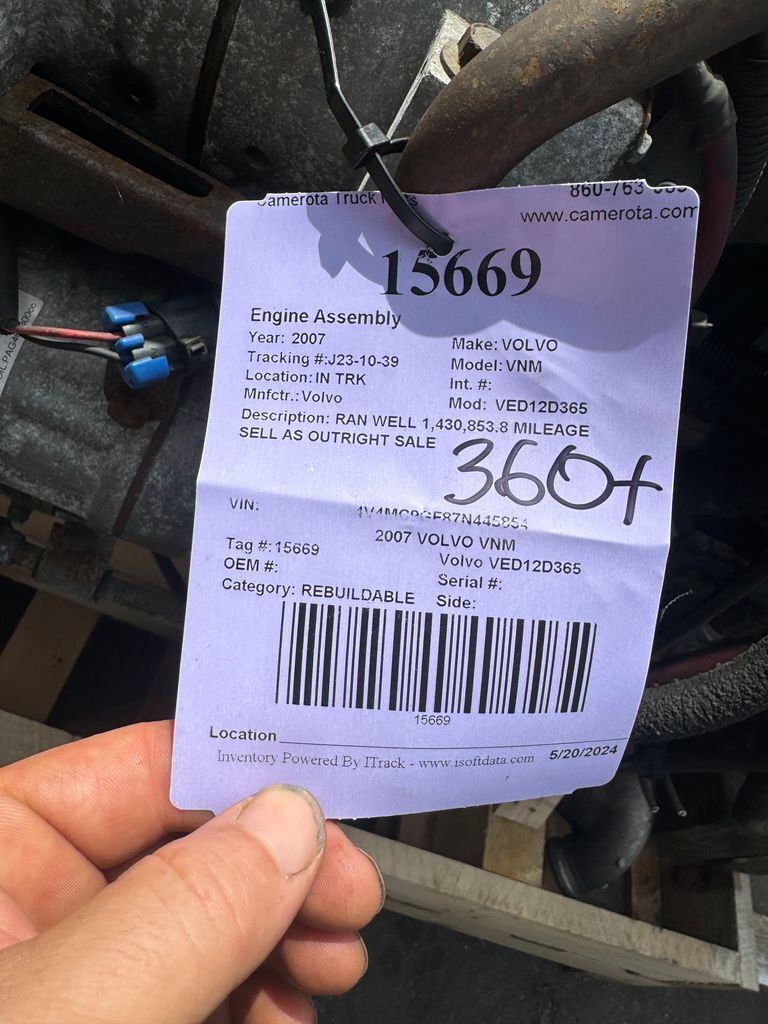 Camerota Truck
860-763
www.camerota.com
15669
Engine Assembly
Year: 2007 Make: VOLVO
Tracking #:J23-10-39 Model: VNM
Location: IN TRK Int. #:
Mnfctr.: Volvo Mod: VED12D365
Description: RAN WELL 1,430,853.8 MILEAGE
SELL AS OUTRIGHT SALE
360+
VIN: 
2007 VOLVO VNM
Tag #: 15669 Volvo VED12D365
OEM #: Serial #:
Category: REBUILDABLE Side:
15669
Location
Inventory Powered By ITrack - www.isoftdata.com 5/20/2024